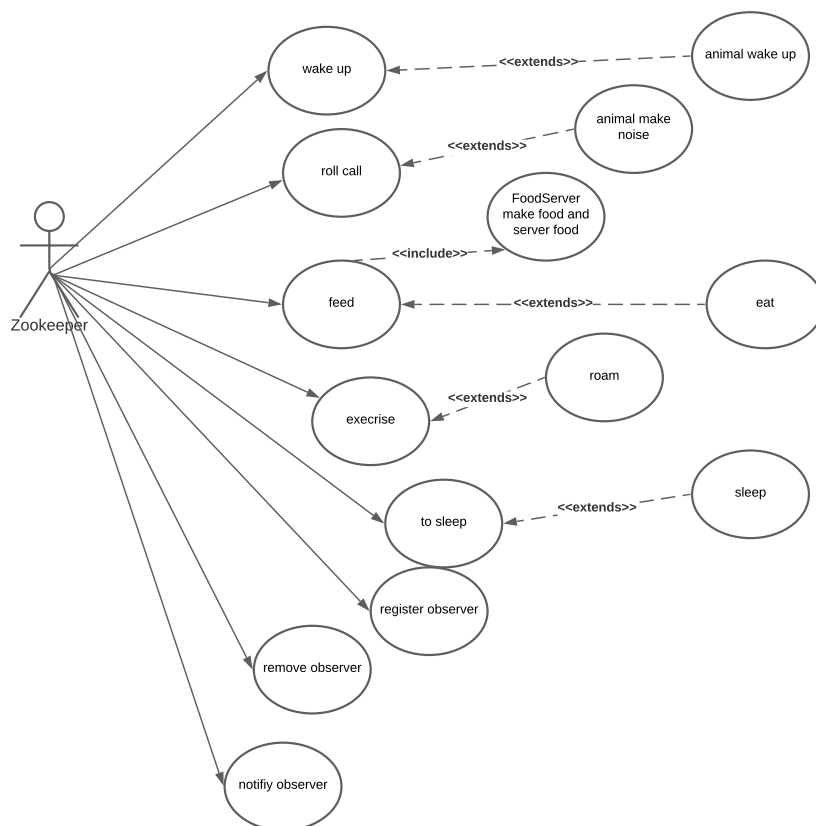 wake up
<<extends>>
animal wake up
roll call
<<extends>>
animal make
noise
FoodServer
make food and
server food
<<include>>
Zookeeper
feed
<<extends>>
eat
execrise
<<extends>>
roam
to sleep
<<extends>>
sleep
register observer
remove observer
notifiy observer